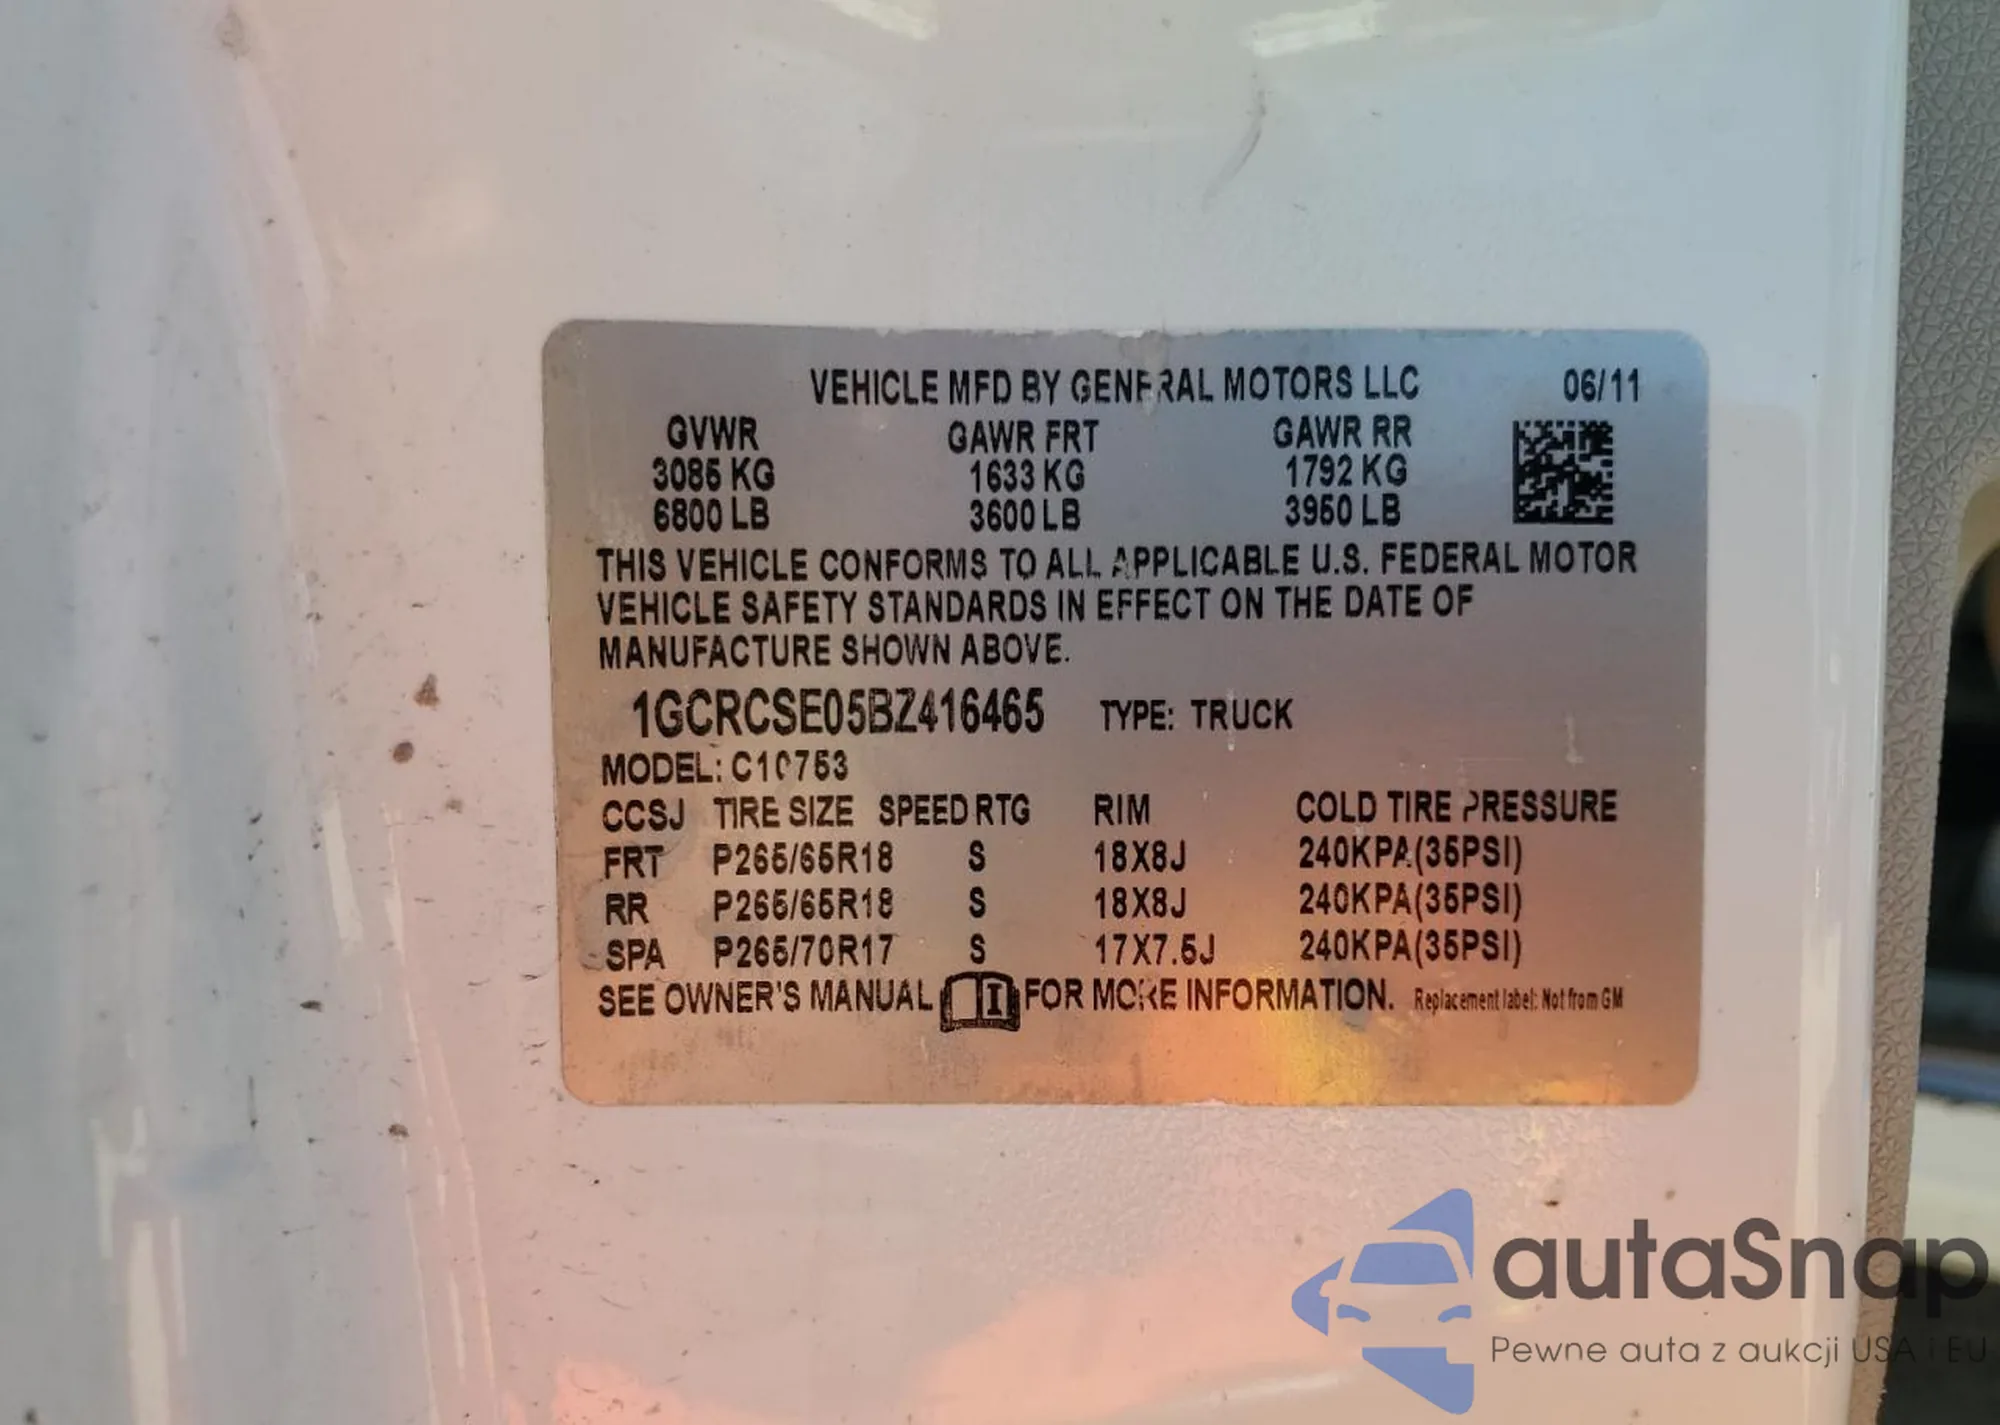 VEHICLE MFD BY GENERAL MOTORS LLC 06/11
GVWR GAWR FRT GAWR RR
3085 KG 1633 KG 1792 KG
6800 LB 3600 LB 3950 LB
THIS VEHICLE CONFORMS TO ALL APPLICABLE U.S. FEDERAL MOTOR
VEHICLE SAFETY STANDARDS IN EFFECT ON THE DATE OF
MANUFACTURE SHOWN ABOVE.
1GCRCSE05BZ416465 TYPE: TRUCK
MODEL: C10753
CCSJ TIRE SIZE SPEED RTG RIM COLD TIRE PRESSURE
FRT P265/65R18 S 18X8J 240KPA(35PSI)
RR P265/65R18 S 18X8J 240KPA(35PSI)
SPA P265/70R17 S 17X7.5J 240KPA(35PSI)
SEE OWNER'S MANUAL FOR MORE INFORMATION. Replacement label: Not from GM
autaSnap
Pewne auta z aukcji USA i EU